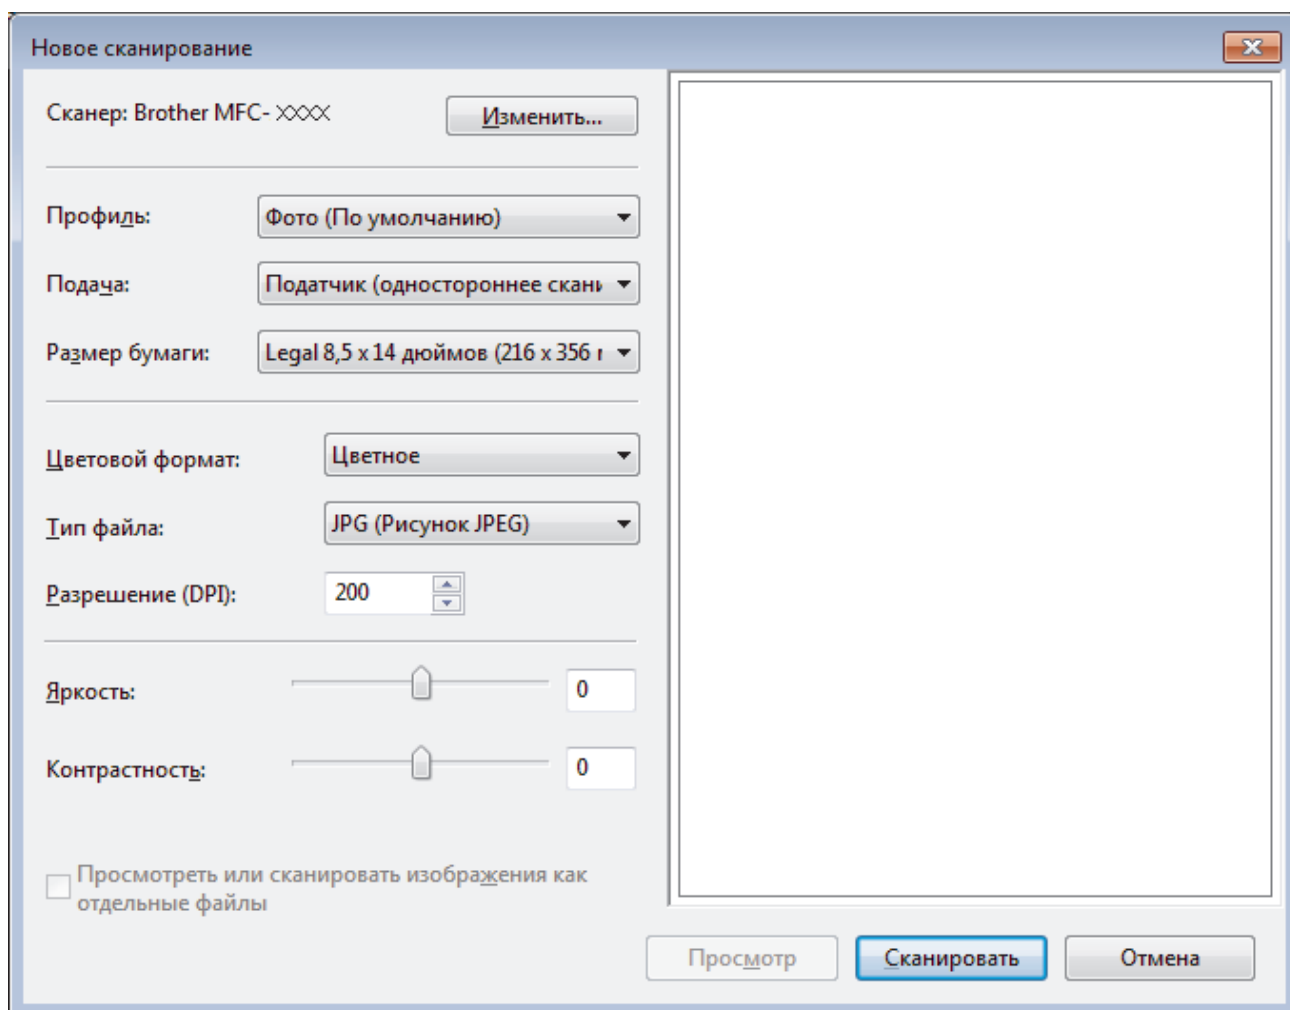 Новое сканирование
Сканер: Brother MFC- XXXX
Изменить...
Профиль: Фото (По умолчанию)
Подача: Податчик (одностороннее скани
Размер бумаги: Legal 8,5 x 14 дюймов (216 x 356 г
Цветовой формат: Цветное
Тип файла: JPG (Рисунок JPEG)
Разрешение (DPI): 200
Яркость: 0
Контрастность: 0
Просмотреть или сканировать изображения как
отдельные файлы
Просмотр Сканировать Отмена